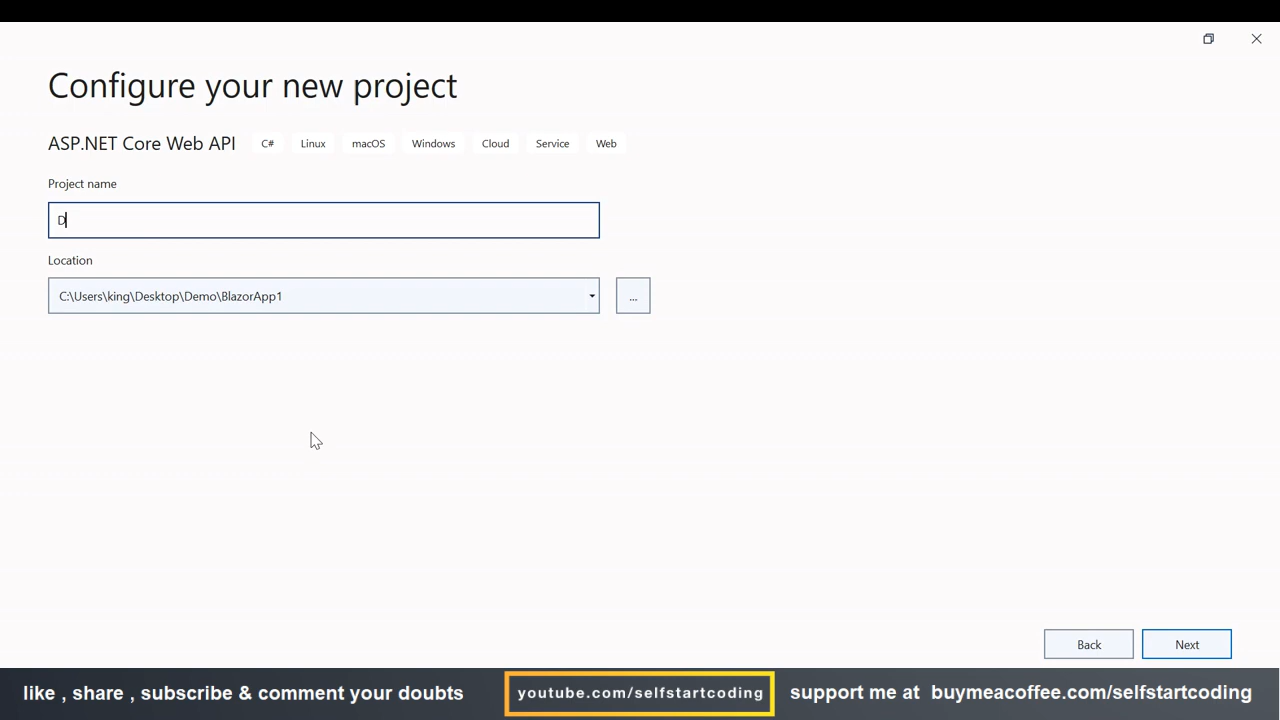 Configure your new project
ASP.NET Core Web API C# Linux macOS Windows Cloud Service Web
Project name
D
Location
C:\Users\king\Desktop\Demo\BlazorApp1
...
Back Next
like , share , subscribe & comment your doubts youtube.com/selfstartcoding support me at buymeacoffee.com/selfstartcoding